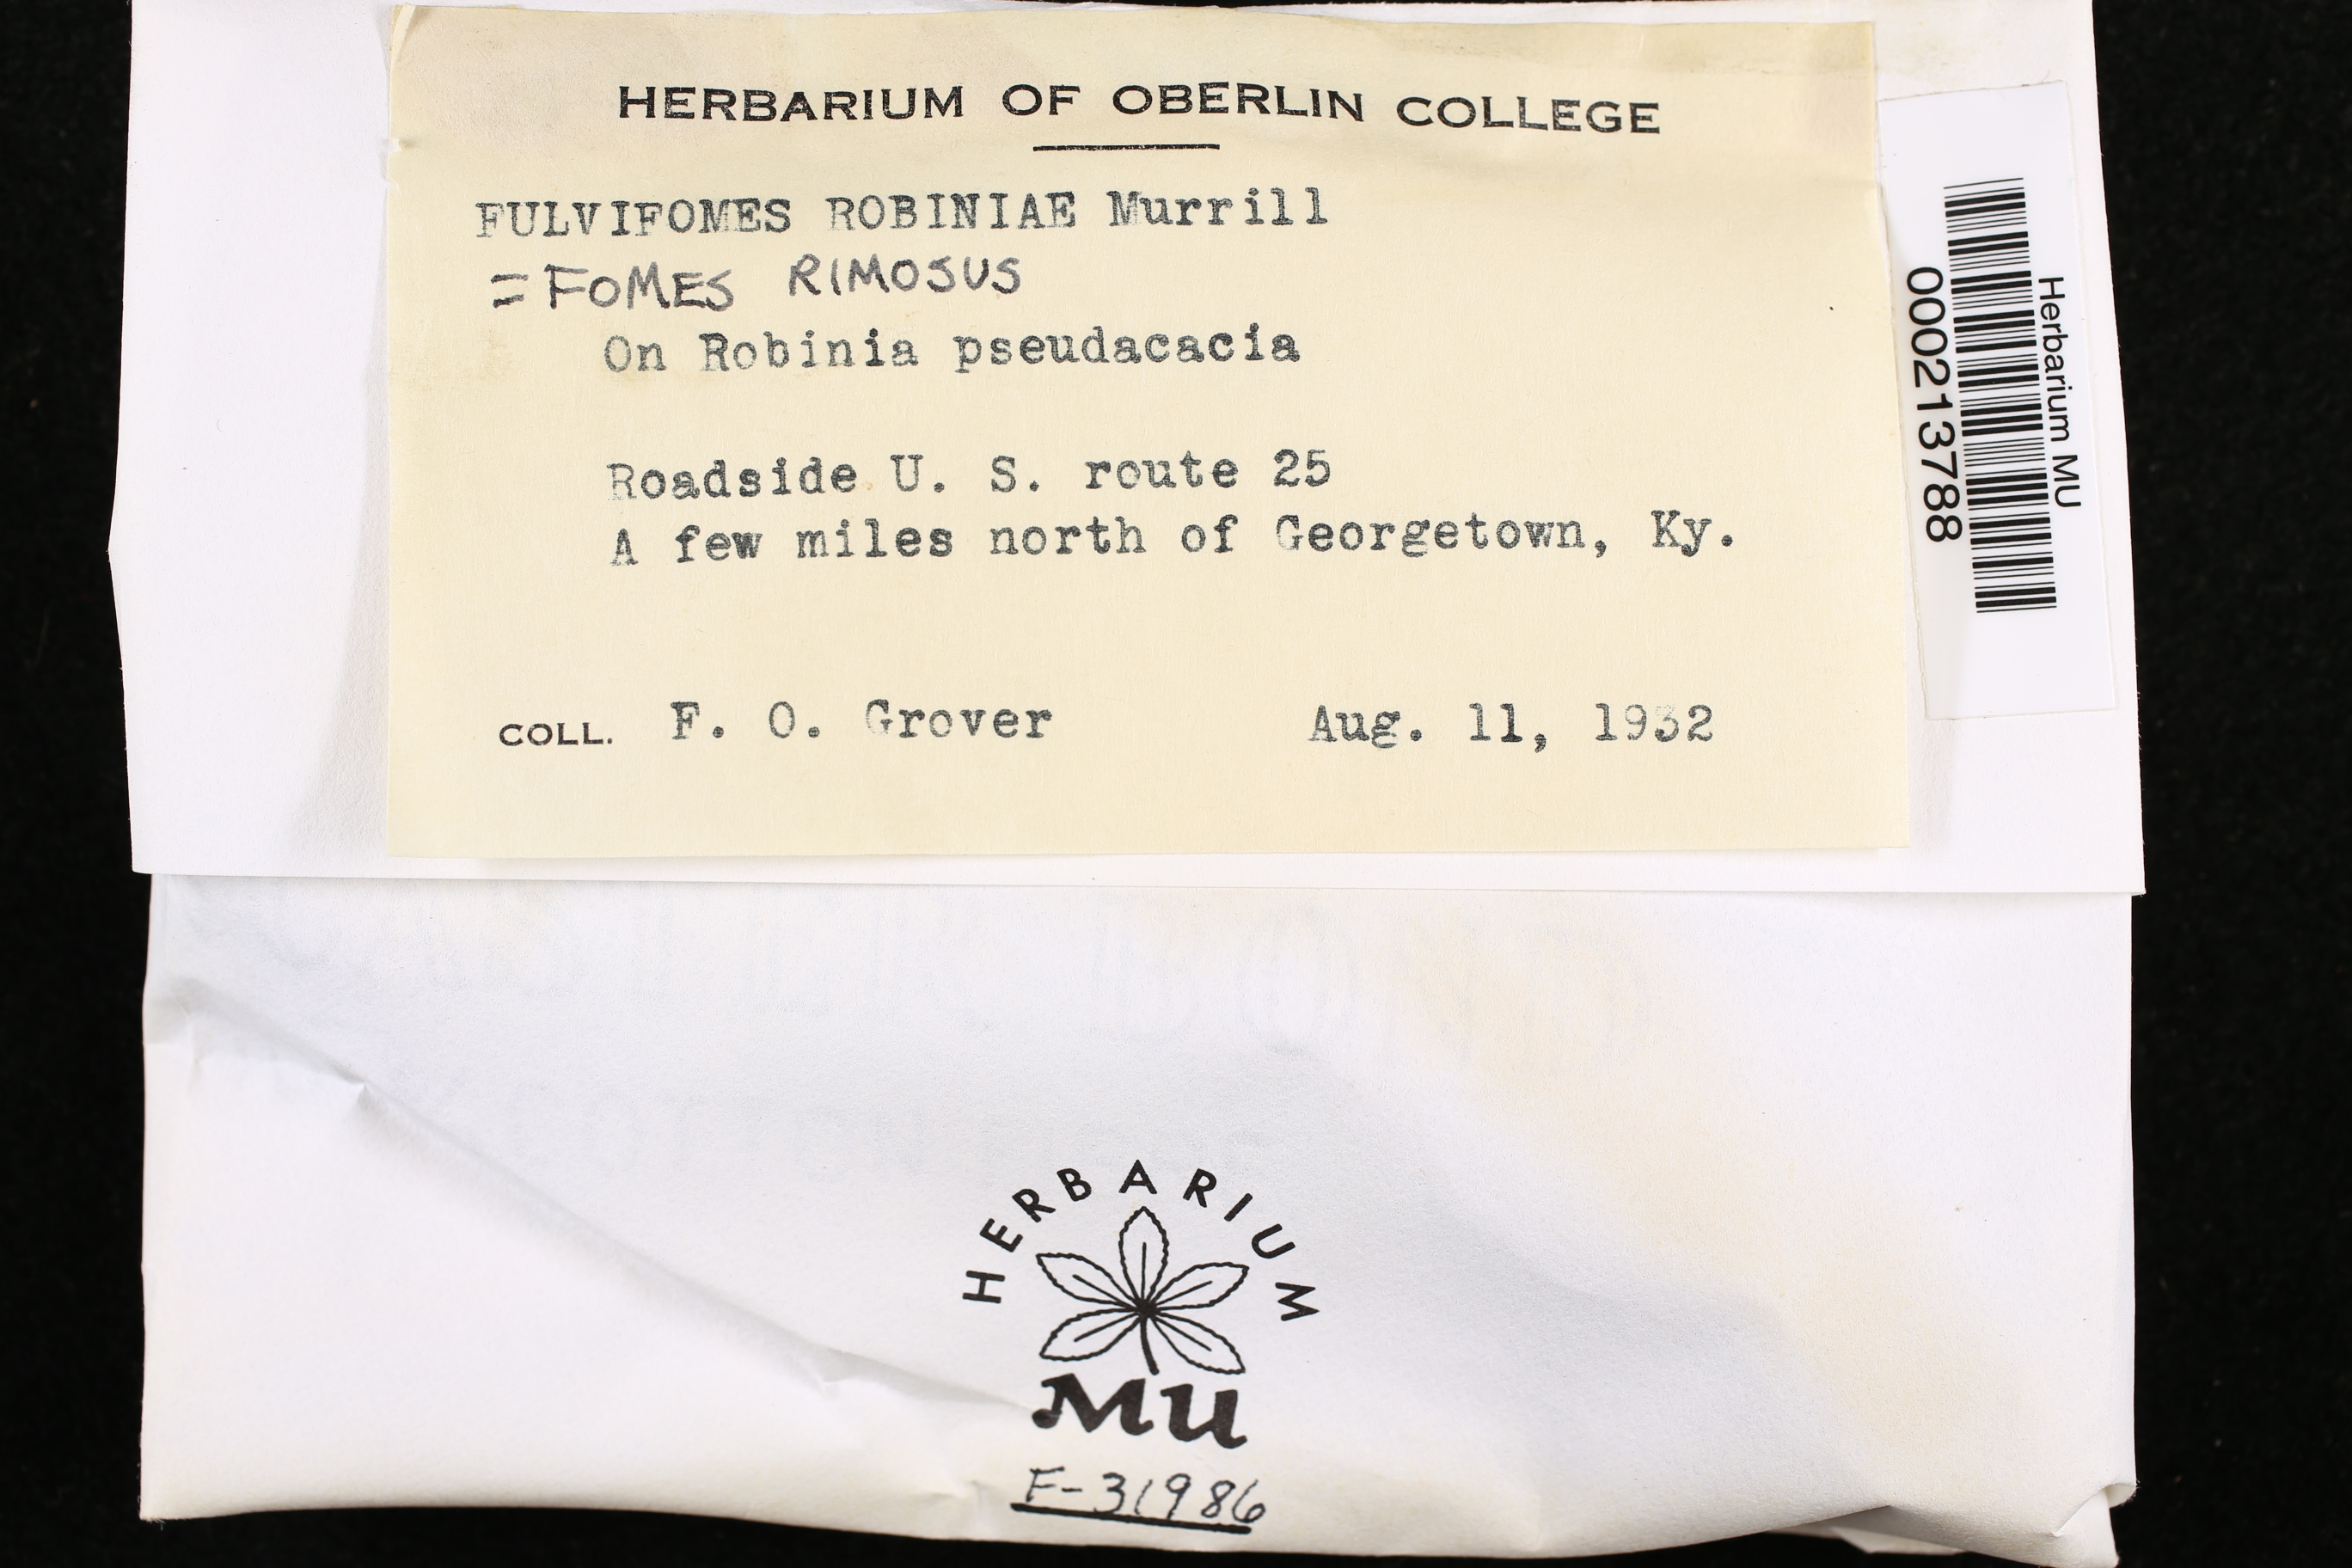 HERBARIUM OF OBERLIN COLLEGE
FULVIFOMES ROBINIAE Murrill
= FOMES RIMOSUS
On Robinia pseudacacia
Roadside U. S. route 25
A few miles north of Georgetown, Ky.
COLL. F. O. Grover Aug. 11, 1932
Herbarium MU
000213788
HERBARIUM
MU
F-31986